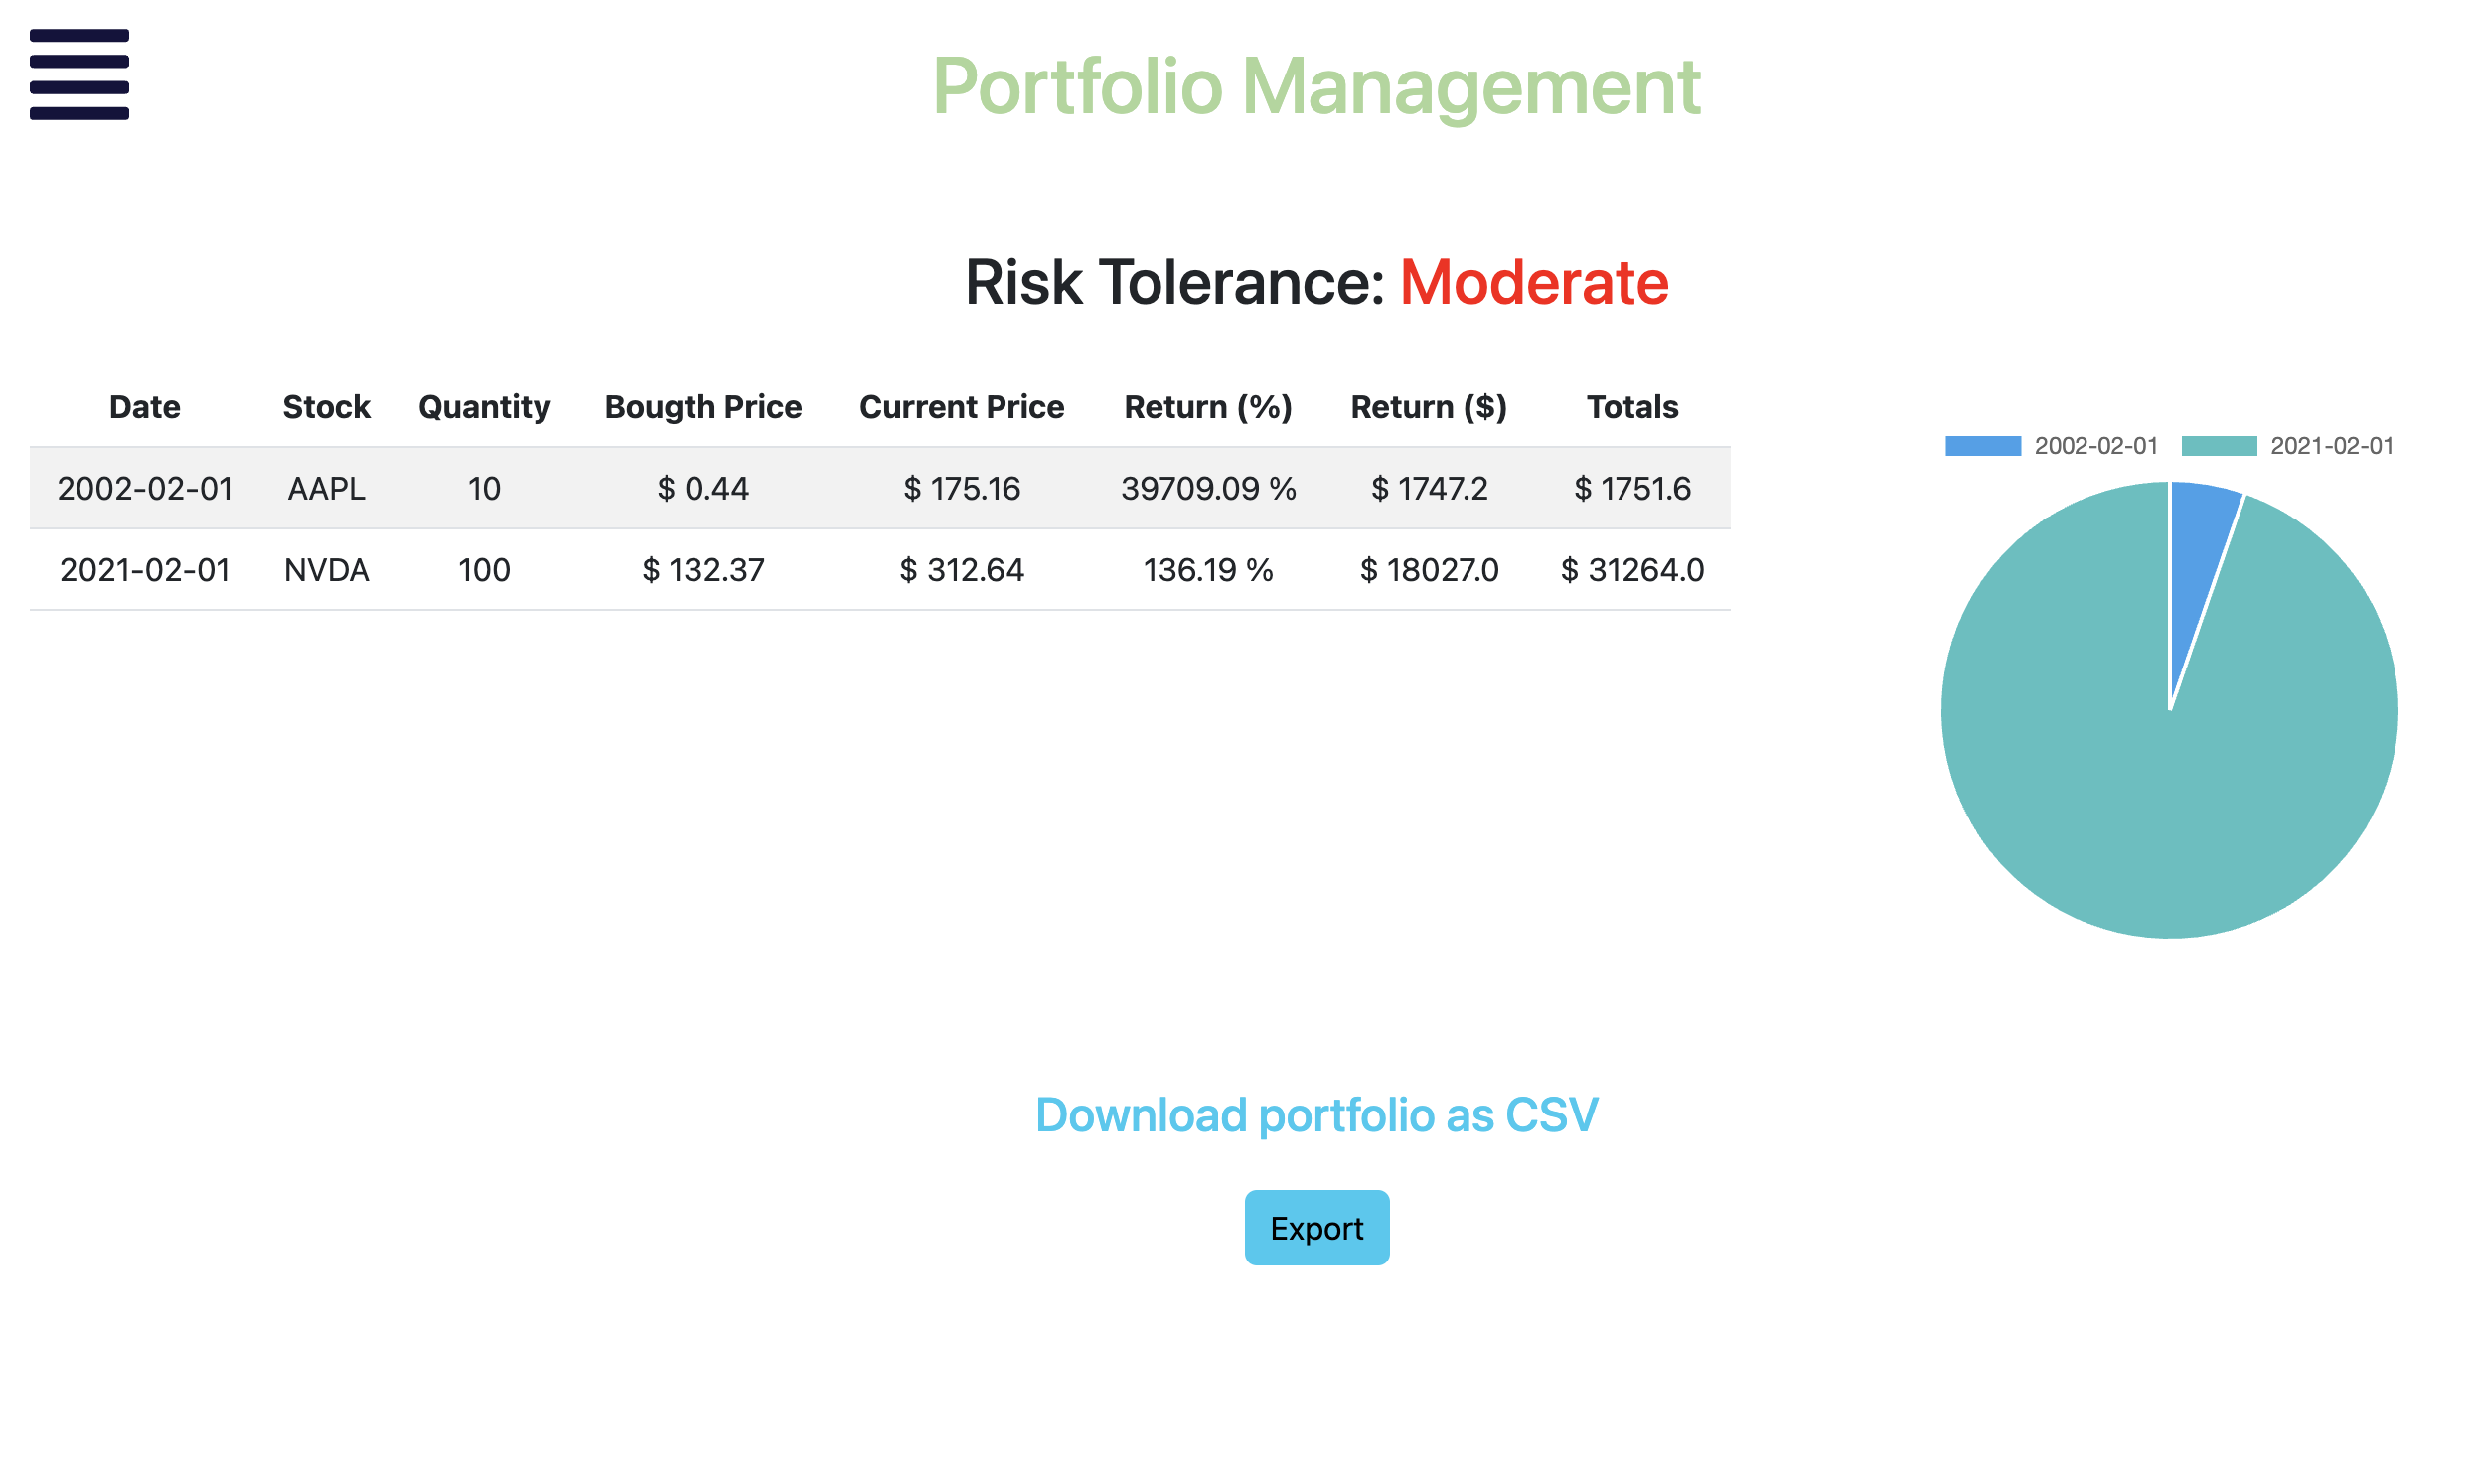 Portfolio Management
Risk Tolerance: Moderate
Date Stock Quantity Bougth Price Current Price Return (%) Return ($) Totals
2002-02-01 AAPL 10 $ 0.44 $ 175.16 39709.09 % $ 1747.2 $ 1751.6
2021-02-01 NVDA 100 $ 132.37 $ 312.64 136.19 % $ 18027.0 $ 31264.0
2002-02-01 2021-02-01
Download portfolio as CSV
Export